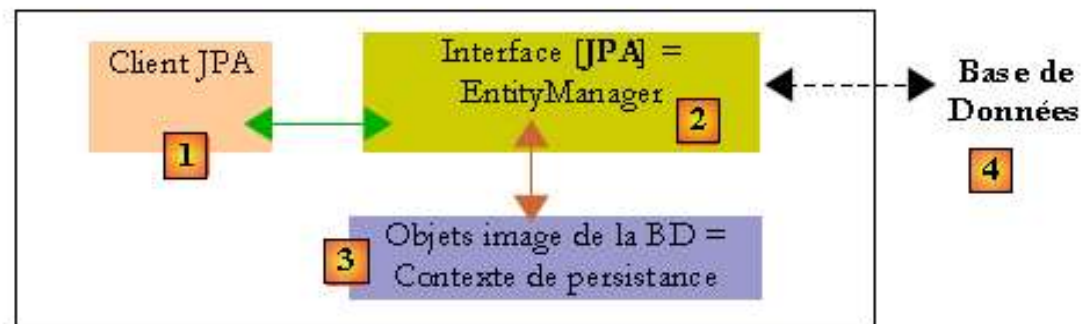 Client JPA
1
Interface [JPA] =
EntityManager
2
Base de
Données
4
3
Objets image de la BD =
Contexte de persistance